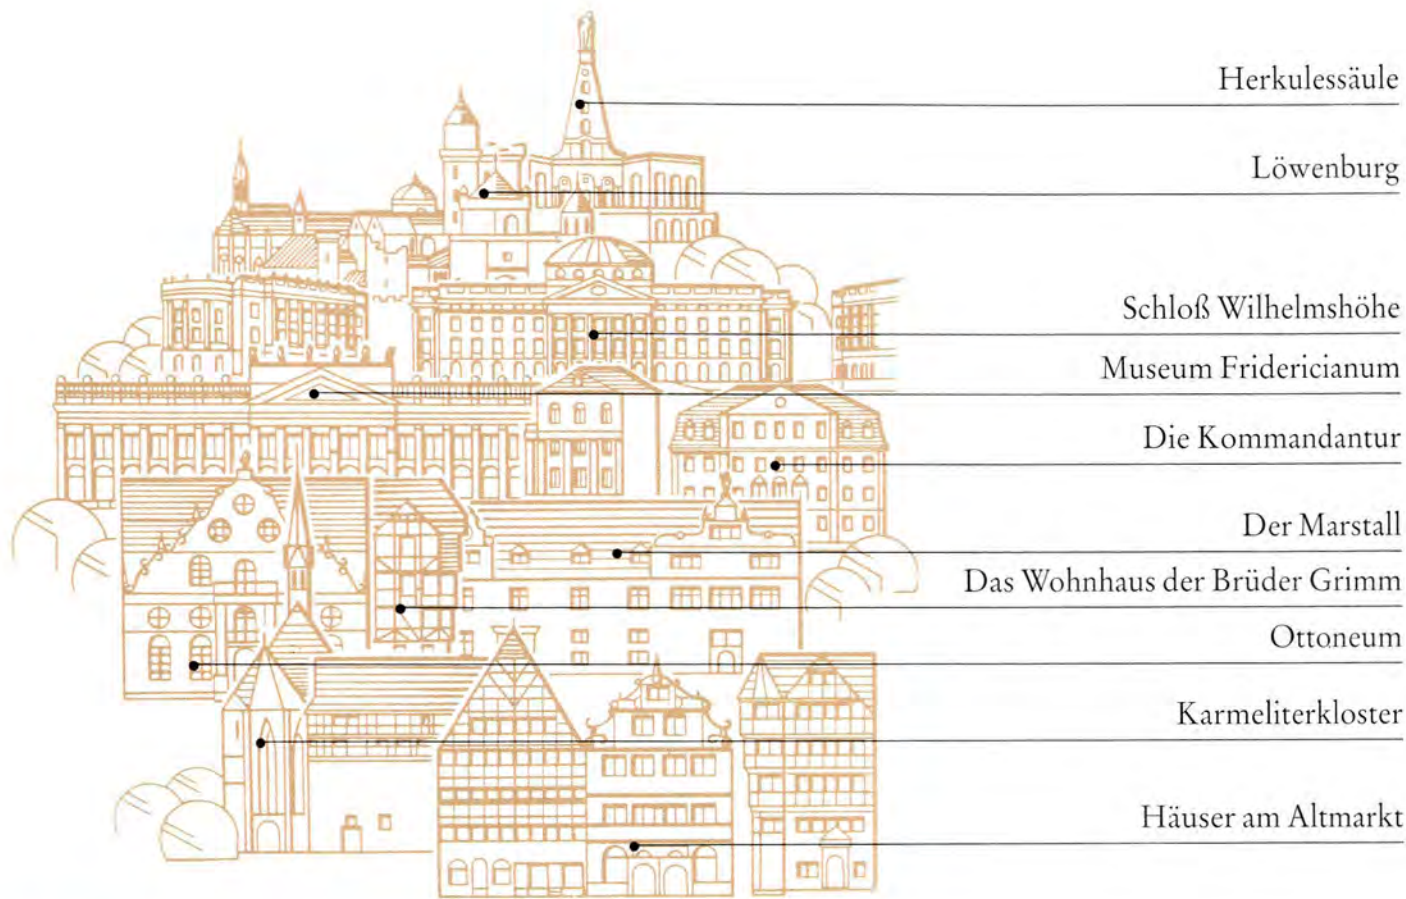 Herkulessäule
Löwenburg
Schloß Wilhelmshöhe
Museum Fridericianum
Die Kommandantur
Der Marstall
Das Wohnhaus der Brüder Grimm
Ottoneum
Karmeliterkloster
Häuser am Altmarkt